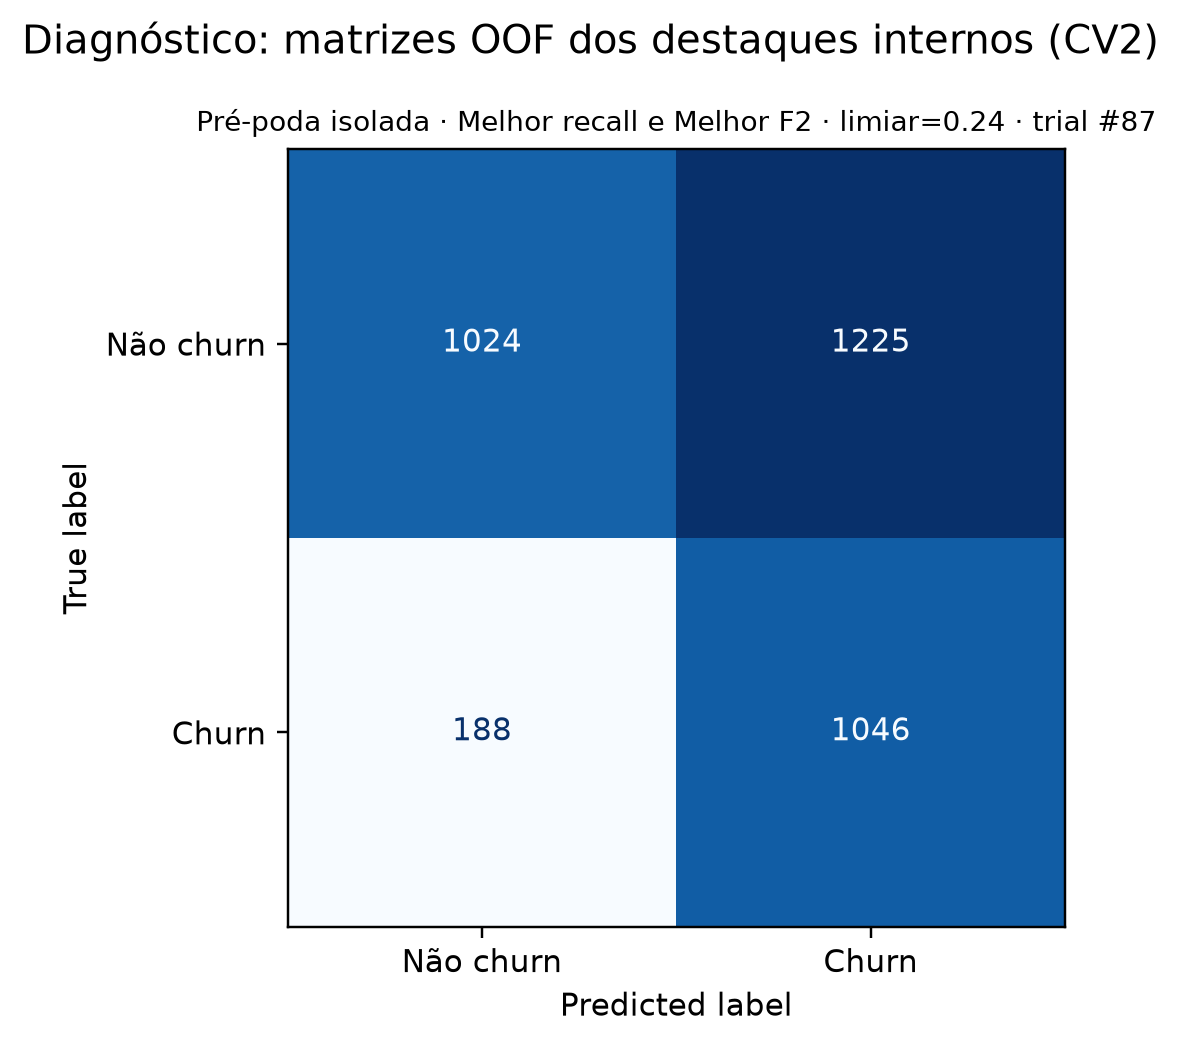 Diagnóstico: matrizes OOF dos destaques internos (CV2)
Pré-poda isolada · Melhor recall e Melhor F2 · limiar=0.24 · trial #87
Não churn
1024
1225
True label
Churn
188
1046
Não churn
Churn
Predicted label